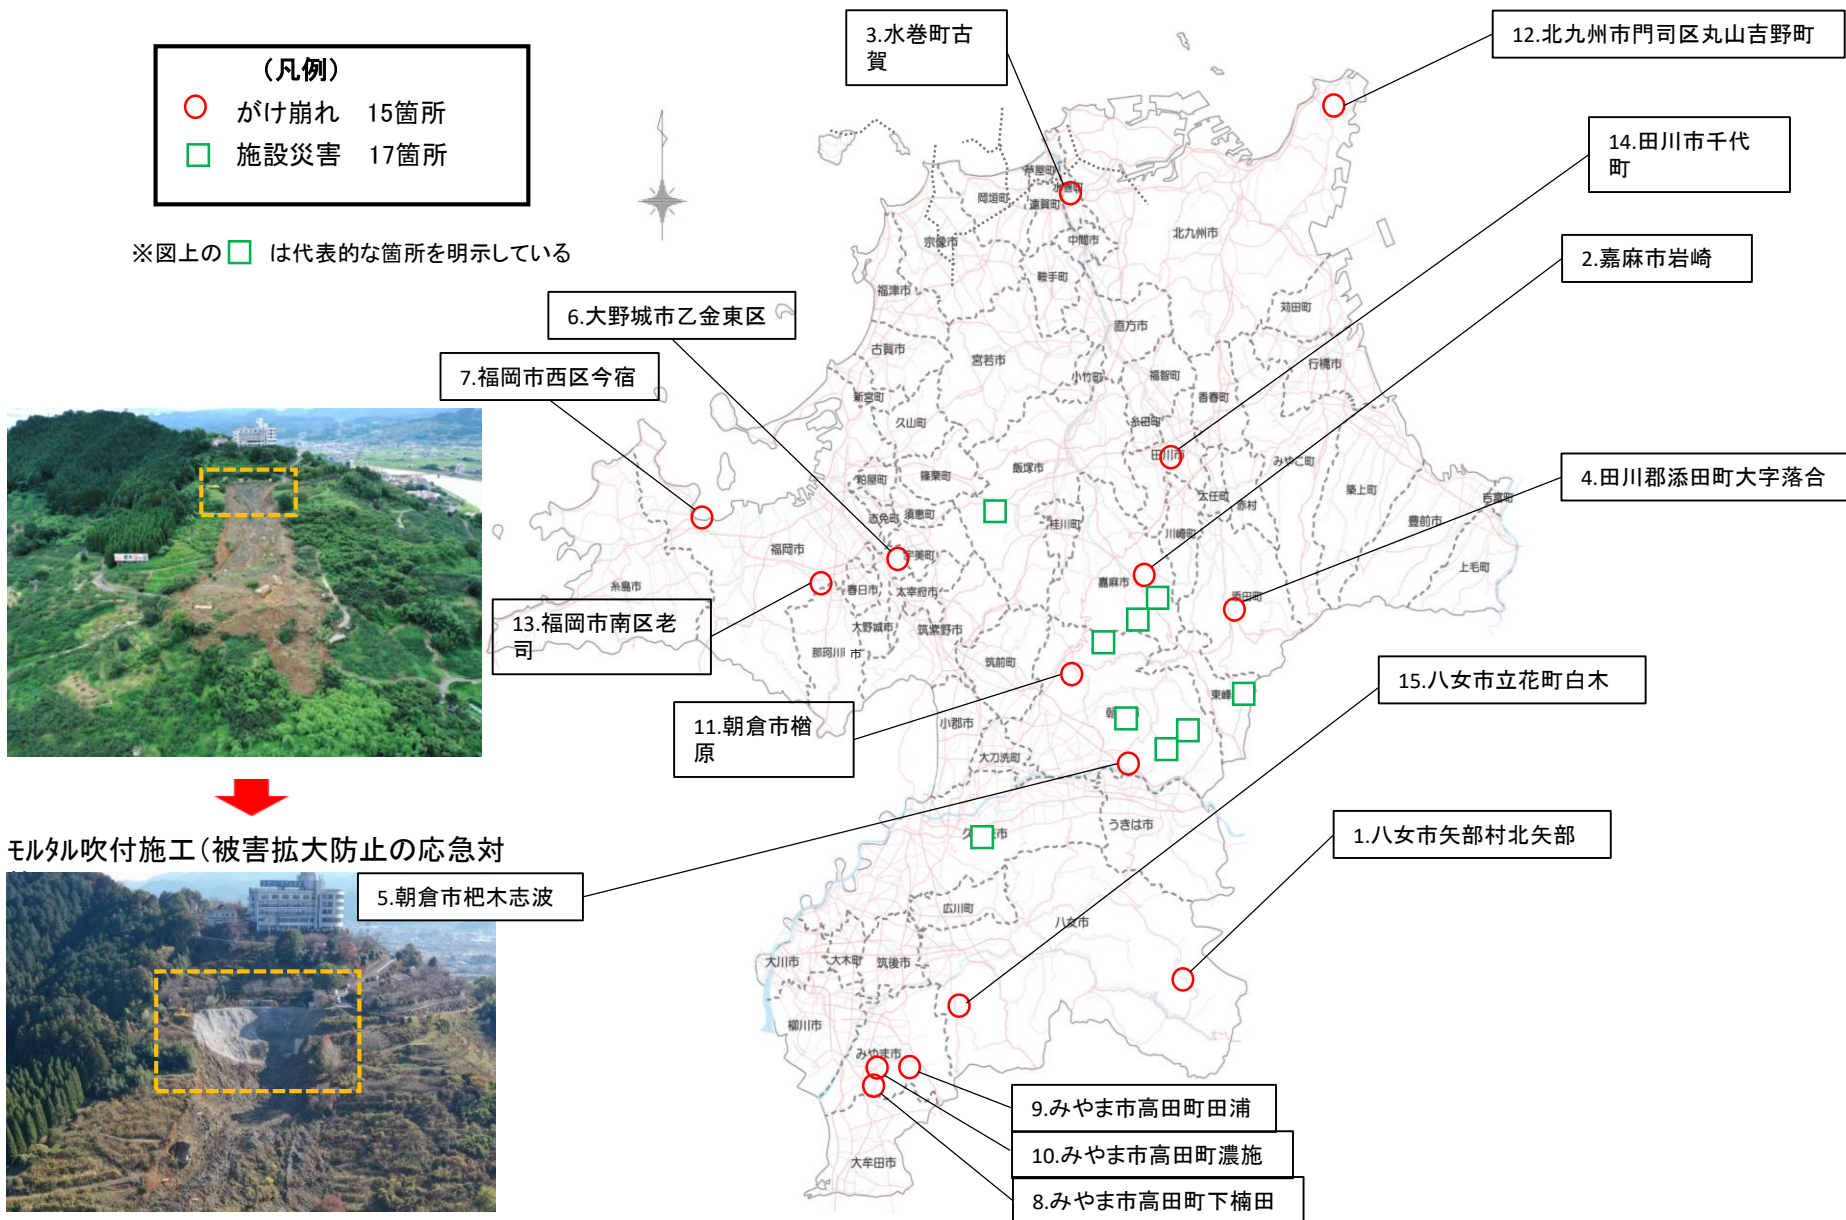 (凡例)
がけ崩れ 15箇所
施設災害 17箇所
※図上の□ は代表的な箇所を明示している
3.水巻町古
賀
12.北九州市門司区丸山吉野町
14.田川市千代
町
2.嘉麻市岩崎
6.大野城市乙金東区
7.福岡市西区今宿
4.田川郡添田町大字落合
13.福岡市南区老
司
11.朝倉市楢
原
15.八女市立花町白木
1.八女市矢部村北矢部
5.朝倉市杷木志波
9.みやま市高田町田浦
10.みやま市高田町濃施
8.みやま市高田町下楠田
モルタル吹付施工(被害拡大防止の応急対
芦屋町
水巻町
岡垣町
遠賀町
中間市
北九州市
宗像市
鞍手町
福津市
直方市
苅田町
古賀市
宮若市
小竹町
福智町
行橋市
新宮町
香春町
久山町
糸田町
田川市
みやこ町
飯塚市
篠栗町
粕屋町
大任町
赤村
築上町
吉富町
豊前市
志免町
須恵町
桂川町
川崎町
福岡市
宇美町
上毛町
糸島市
春日市
太宰府市
嘉麻市
添田町
大野城市
筑紫野市
那珂川市
筑前町
東峰
小郡市
朝
大刀洗町
うきは市
久 市
広川町
八女市
大川市
大木町
筑後市
柳川市
みやま市
大牟田市